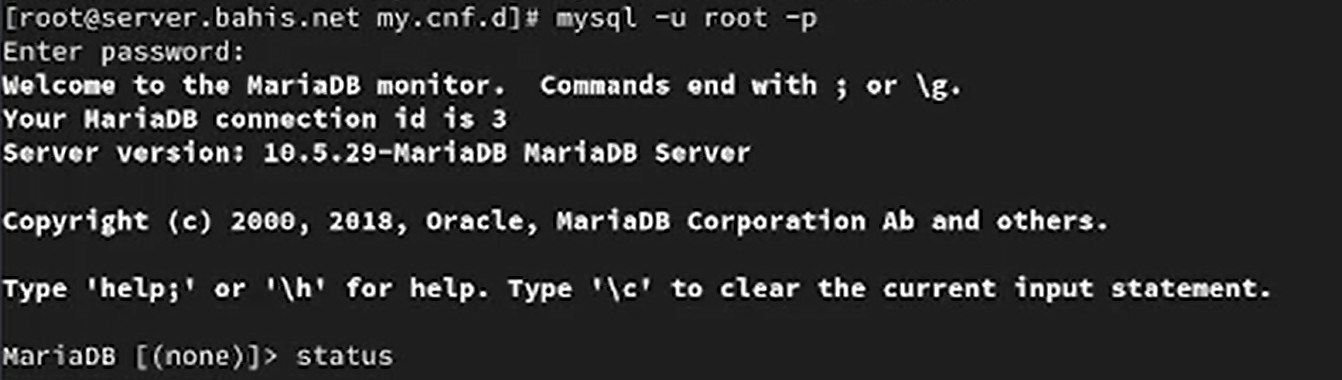 [root@server.bahis.net my.cnf.d]# mysql -u root -p
Enter password:
Welcome to the MariaDB monitor.  Commands end with ; or \g.
Your MariaDB connection id is 3
Server version: 10.5.29-MariaDB MariaDB Server
Copyright (c) 2000, 2018, Oracle, MariaDB Corporation Ab and others.
Type 'help;' or '\h' for help. Type '\c' to clear the current input statement.
MariaDB [(none)]> status